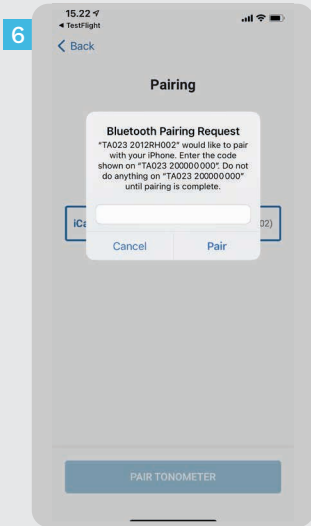 6
15.22
◀ TestFlight
Back
Pairing
Bluetooth Pairing Request
"TA023 2012RH002" would like to pair
with your iPhone. Enter the code
shown on "TA023 200000000". Do not
do anything on "TA023 200000000"
until pairing is complete.
iCa 02)
Cancel Pair
PAIR TONOMETER